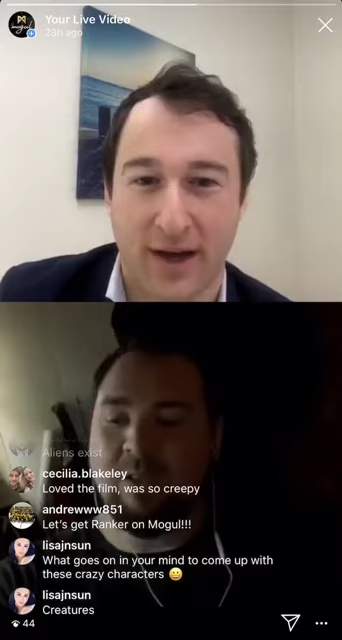 Your Live Video
23h ago
Aliens exist
cecilia.blakeley
Loved the film, was so creepy
andrewww851
Let's get Ranker on Mogul!!!
lisajnsun
What goes on in your mind to come up with
these crazy characters 😄
lisajnsun
Creatures
44